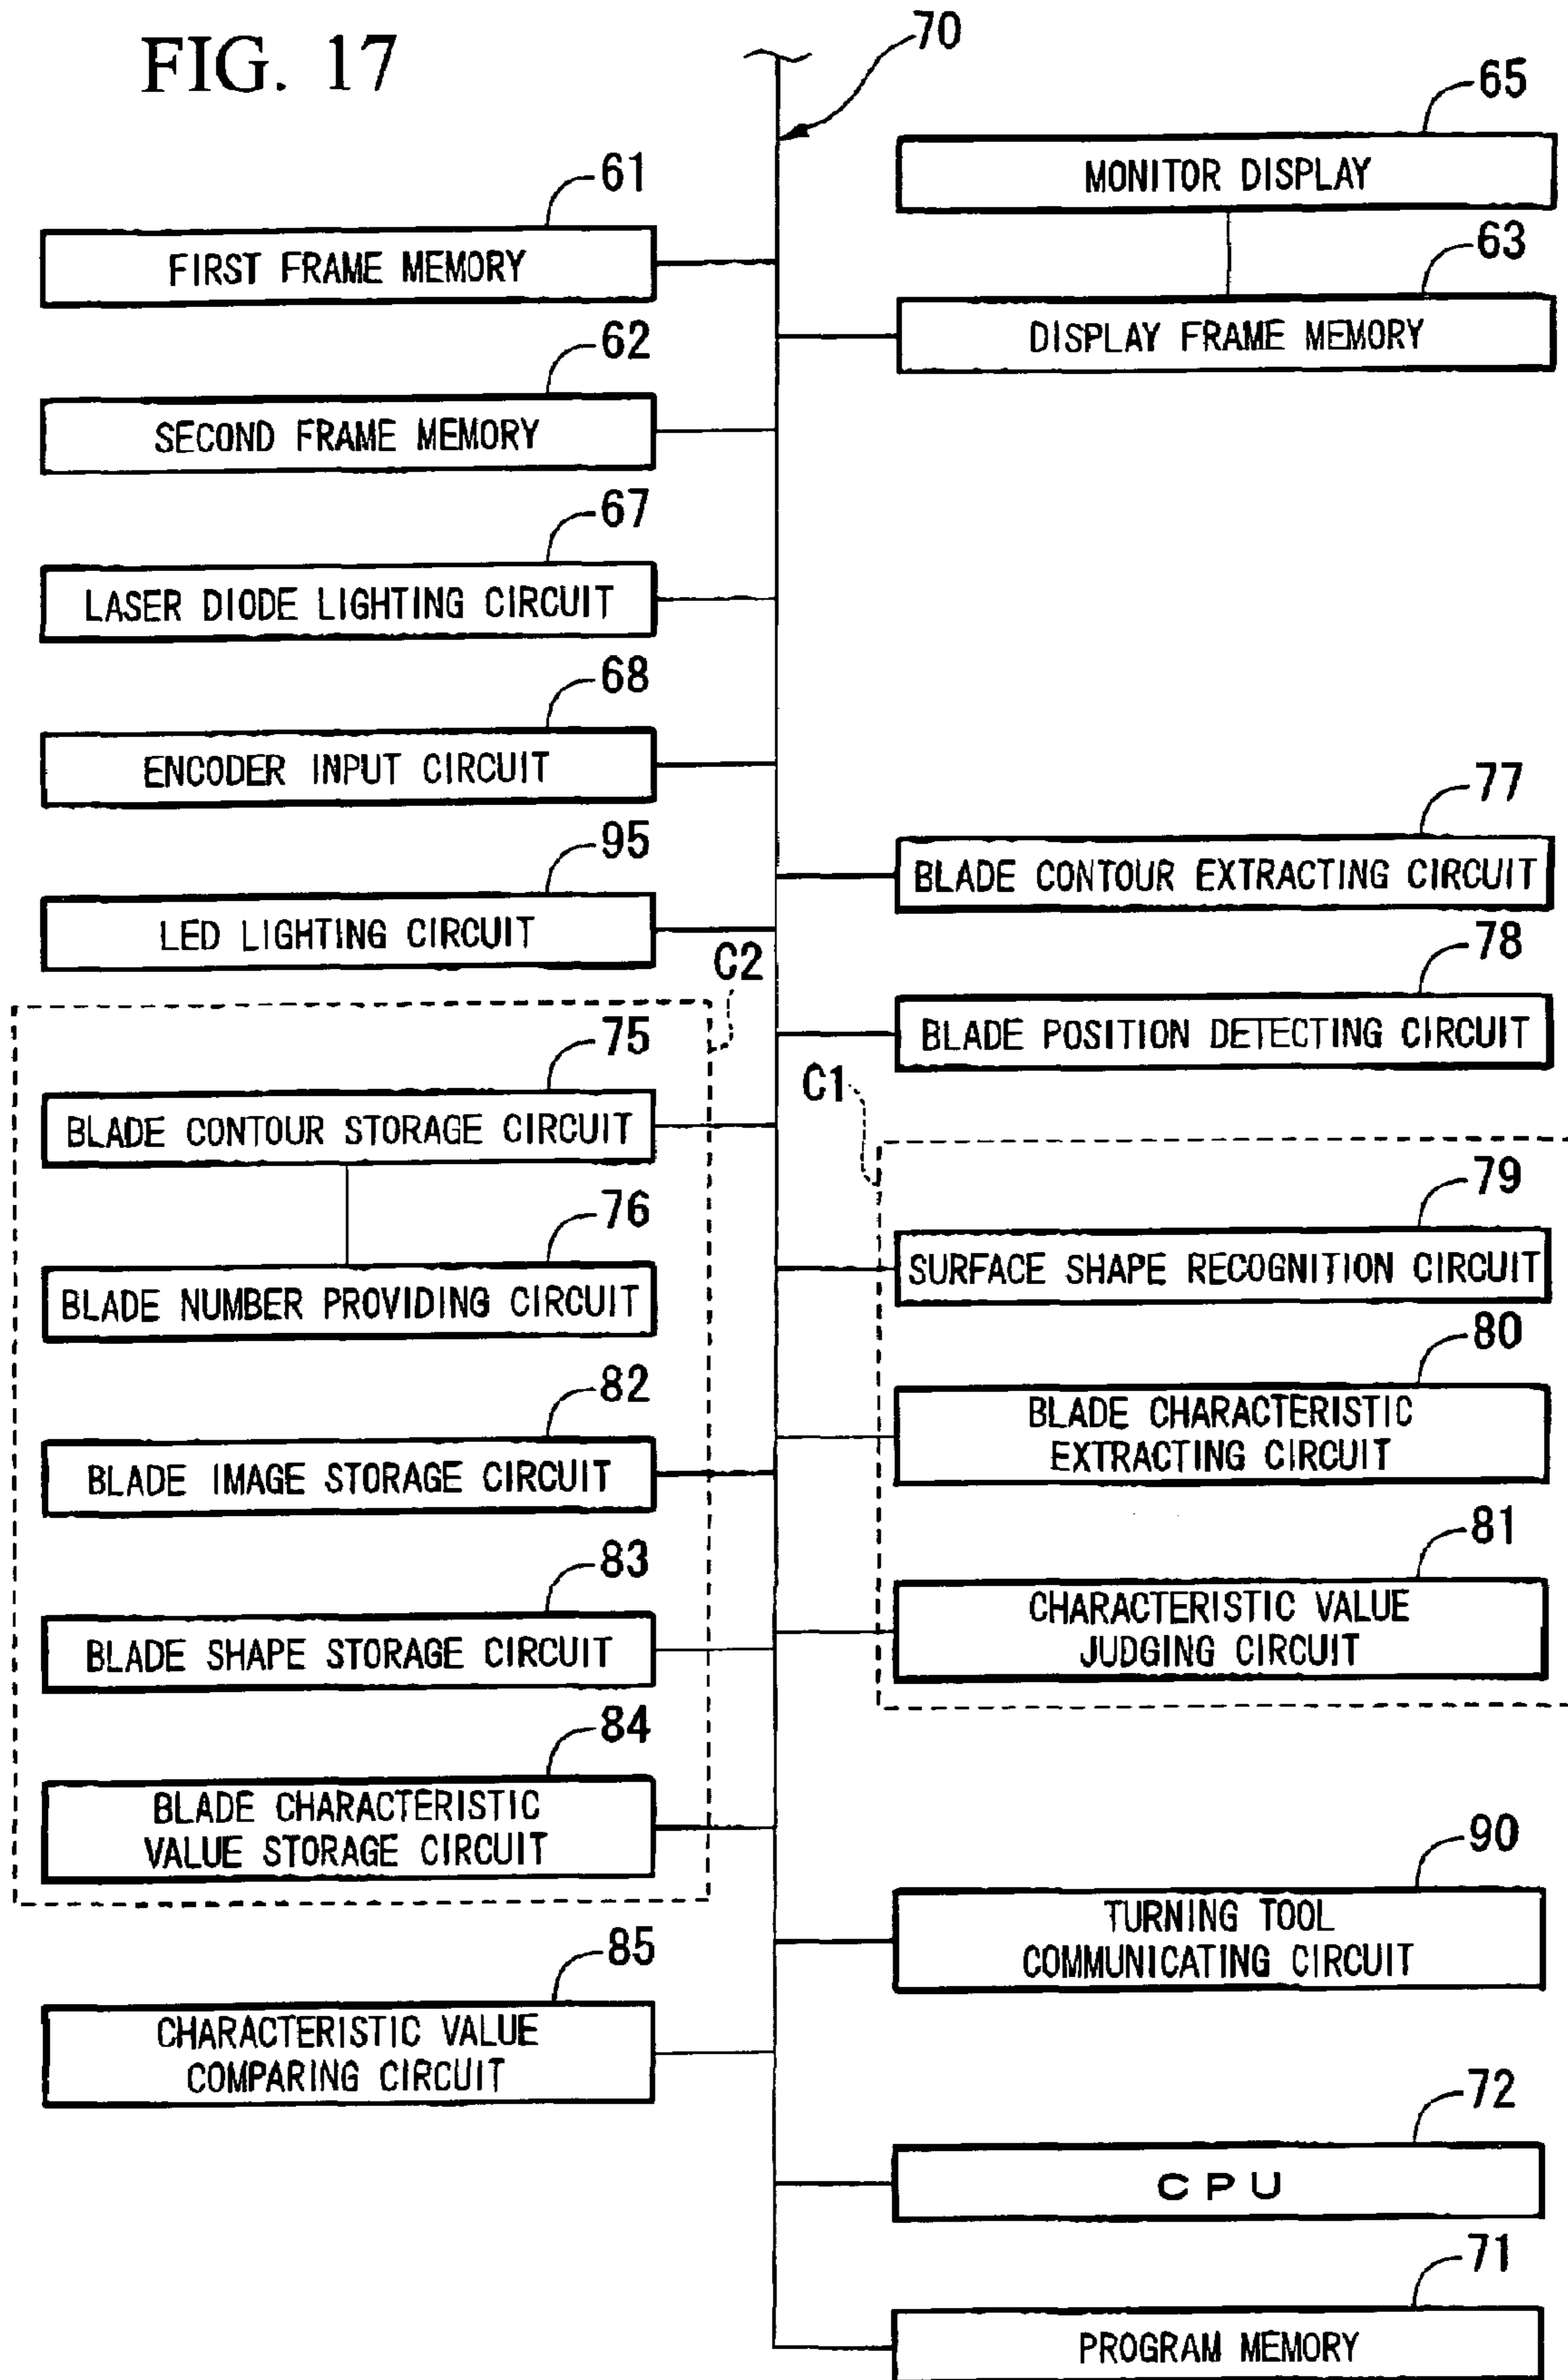 FIG. 17
70
65
MONITOR DISPLAY
61
FIRST FRAME MEMORY
63
DISPLAY FRAME MEMORY
62
SECOND FRAME MEMORY
67
LASER DIODE LIGHTING CIRCUIT
68
ENCODER INPUT CIRCUIT
77
BLADE CONTOUR EXTRACTING CIRCUIT
95
LED LIGHTING CIRCUIT
C2
78
BLADE POSITION DETECTING CIRCUIT
75
BLADE CONTOUR STORAGE CIRCUIT
C1
79
SURFACE SHAPE RECOGNITION CIRCUIT
76
BLADE NUMBER PROVIDING CIRCUIT
80
BLADE CHARACTERISTIC
EXTRACTING CIRCUIT
82
BLADE IMAGE STORAGE CIRCUIT
81
CHARACTERISTIC VALUE
JUDGING CIRCUIT
83
BLADE SHAPE STORAGE CIRCUIT
84
BLADE CHARACTERISTIC
VALUE STORAGE CIRCUIT
90
TURNING TOOL
COMMUNICATING CIRCUIT
85
CHARACTERISTIC VALUE
COMPARING CIRCUIT
72
CPU
71
PROGRAM MEMORY